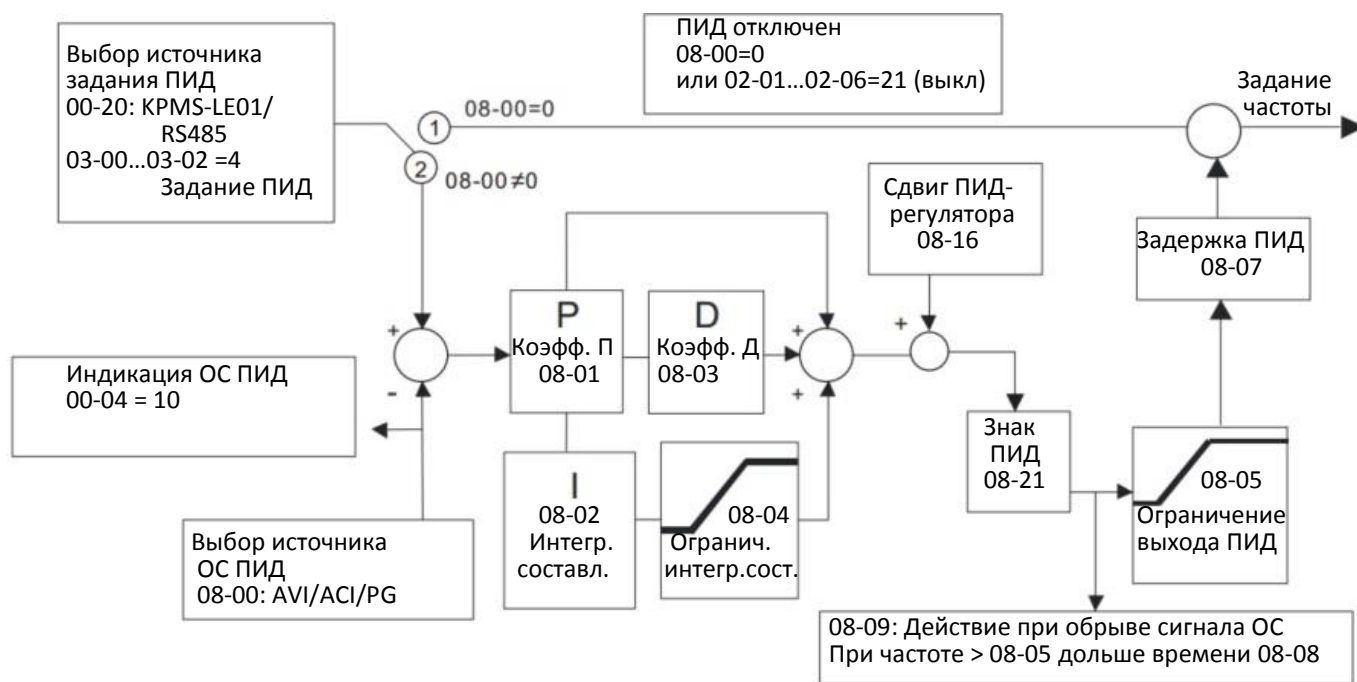 ПИД отключен
08-00=0
или 02-01...02-06=21 (выкл)
Выбор источника
задания ПИД
00-20: KPMS-LE01/
RS485
03-00...03-02 =4
Задание ПИД
1
08-00=0
2
08-00≠0
Задание
частоты
Сдвиг ПИД-
регулятора
08-16
Задержка ПИД
08-07
+
-
P
Коэфф. П
08-01
D
Коэфф. Д
08-03
+
+
+
Индикация ОС ПИД
00-04 = 10
I
08-02
Интегр.
составл.
08-04
Огранич.
интегр.сост.
Знак
ПИД
08-21
08-05
Ограничение
выхода ПИД
Выбор источника
ОС ПИД
08-00: AVI/ACI/PG
08-09: Действие при обрыве сигнала ОС
При частоте > 08-05 дольше времени 08-08